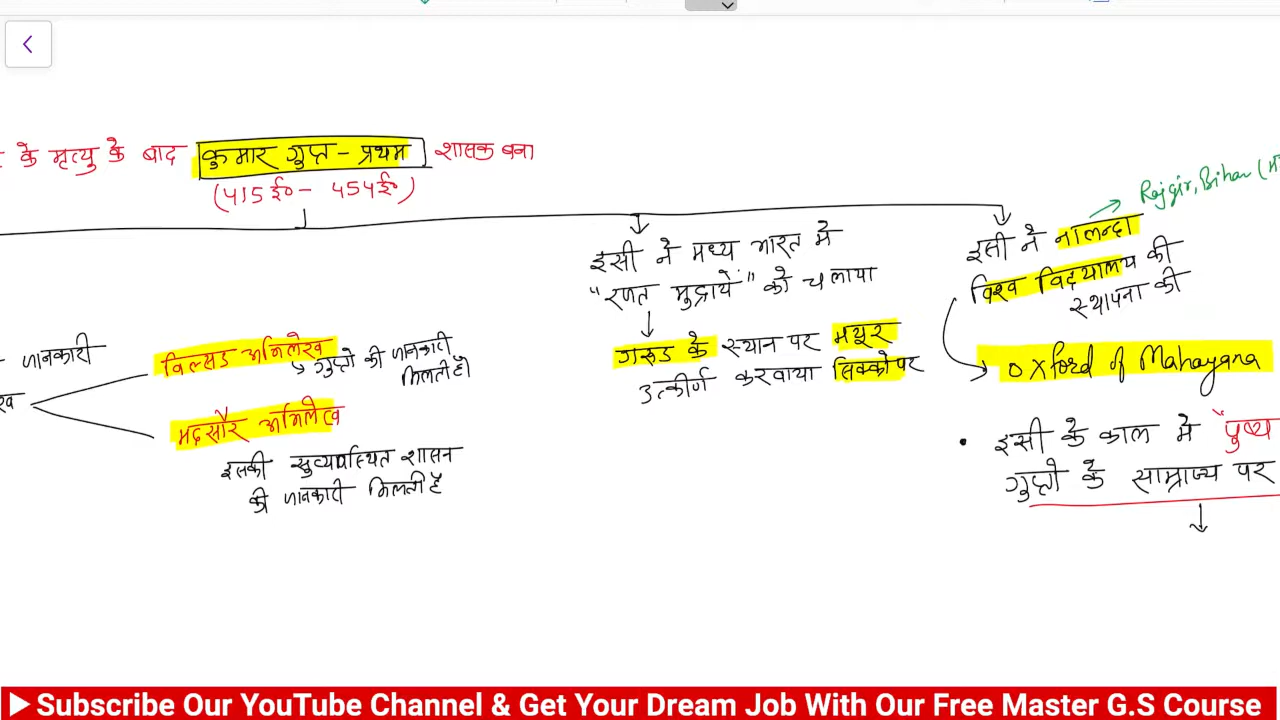 के मृत्यु के बाद कुमार गुप्त - प्रथम शासक बना
(415 ई० - 454 ई०)
Rajgir, Bihar (
इसी ने मध्य भारत में
"रजत मुद्रायें" को चलाया
गरूड के स्थान पर मयूर
उत्कीर्ण करवाया सिक्को पर
इसी ने नालन्दा
विश्व विद्यालय की
स्थापना की
Oxford of Mahayana
जानकारी
विल्सड अभिलेख
गुप्तो की जानकारी
मिलती है।
मदसौर अभिलेख
इसकी सुव्यवस्थित शासन
की जानकारी मिलती है
• इसी के काल में "पुष्य
गुप्तो के साम्राज्य पर
▶ Subscribe Our YouTube Channel & Get Your Dream Job With Our Free Master G.S Course